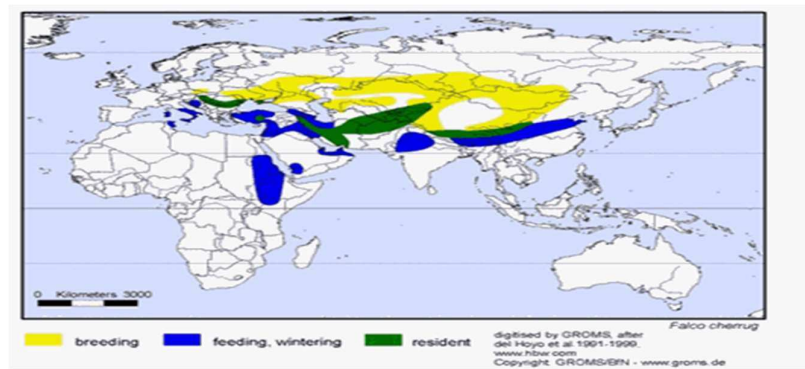 0 Kilometers 3000
Falco cherrug
breeding
feeding, wintering
resident
digitised by GROMS, after
del Hoyo et al.1991-1999,
www.hbw.com
Copyright GROMS/BfN - www.groms.de